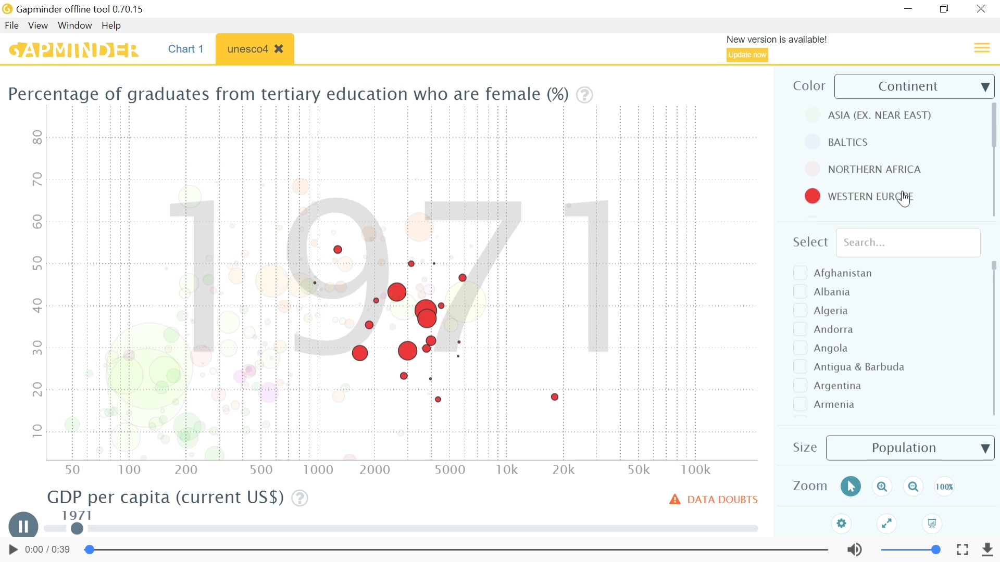 Gapminder offline tool 0.70.15
File View Window Help
GAPMINDER
Chart 1
unesco4
New version is available!
Update now
Percentage of graduates from tertiary education who are female (%) ?
Color Continent
ASIA (EX. NEAR EAST)
BALTICS
NORTHERN AFRICA
WESTERN EUROPE
Select Search...
Afghanistan
Albania
Algeria
Andorra
Angola
Antigua & Barbuda
Argentina
Armenia
Size Population
Zoom 100%
80
70
60
50
40
30
20
10
1971
50 100 200 500 1000 2000 5000 10k 20k 50k 100k
GDP per capita (current US$) ?
DATA DOUBTS
1971
0:00 / 0:39